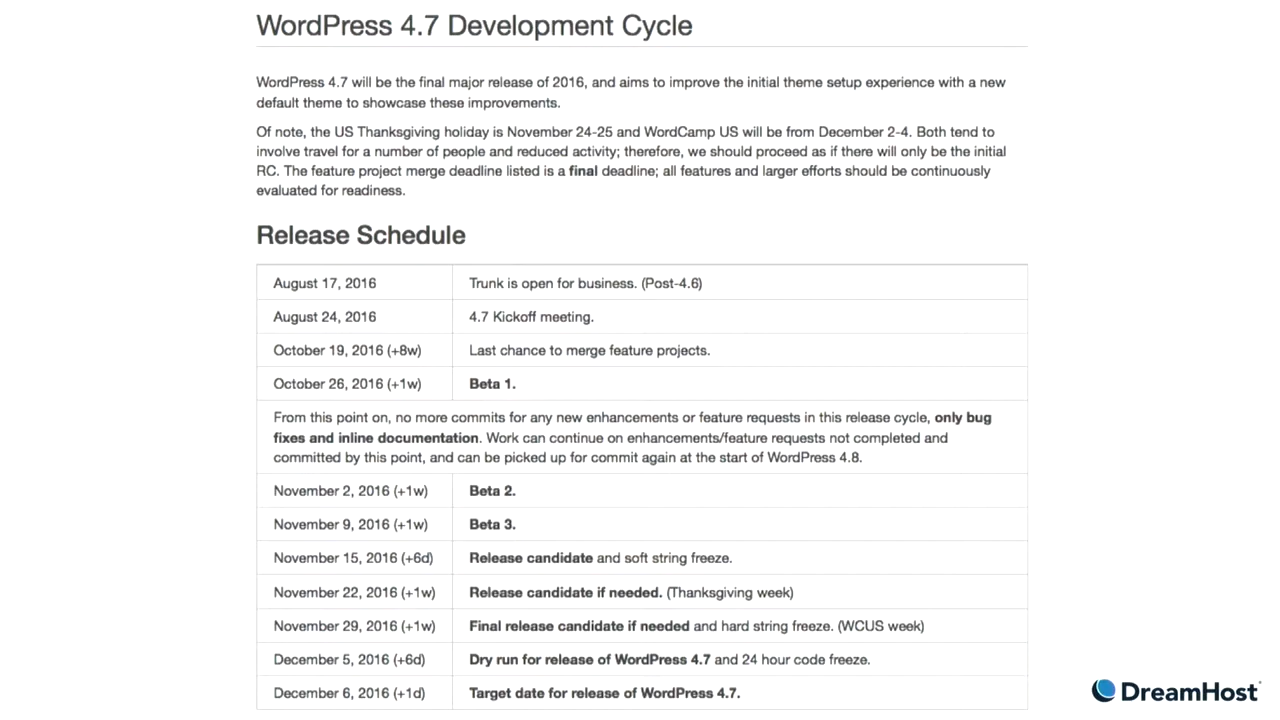 WordPress 4.7 Development Cycle
WordPress 4.7 will be the final major release of 2016, and aims to improve the initial theme setup experience with a new
default theme to showcase these improvements.
Of note, the US Thanksgiving holiday is November 24-25 and WordCamp US will be from December 2-4. Both tend to
involve travel for a number of people and reduced activity; therefore, we should proceed as if there will only be the initial
RC. The feature project merge deadline listed is a final deadline; all features and larger efforts should be continuously
evaluated for readiness.
Release Schedule
August 17, 2016 Trunk is open for business. (Post-4.6)
August 24, 2016 4.7 Kickoff meeting.
October 19, 2016 (+8w) Last chance to merge feature projects.
October 26, 2016 (+1w) Beta 1.
From this point on, no more commits for any new enhancements or feature requests in this release cycle, only bug
fixes and inline documentation. Work can continue on enhancements/feature requests not completed and
committed by this point, and can be picked up for commit again at the start of WordPress 4.8.
November 2, 2016 (+1w) Beta 2.
November 9, 2016 (+1w) Beta 3.
November 15, 2016 (+6d) Release candidate and soft string freeze.
November 22, 2016 (+1w) Release candidate if needed. (Thanksgiving week)
November 29, 2016 (+1w) Final release candidate if needed and hard string freeze. (WCUS week)
December 5, 2016 (+6d) Dry run for release of WordPress 4.7 and 24 hour code freeze.
December 6, 2016 (+1d) Target date for release of WordPress 4.7.
DreamHost